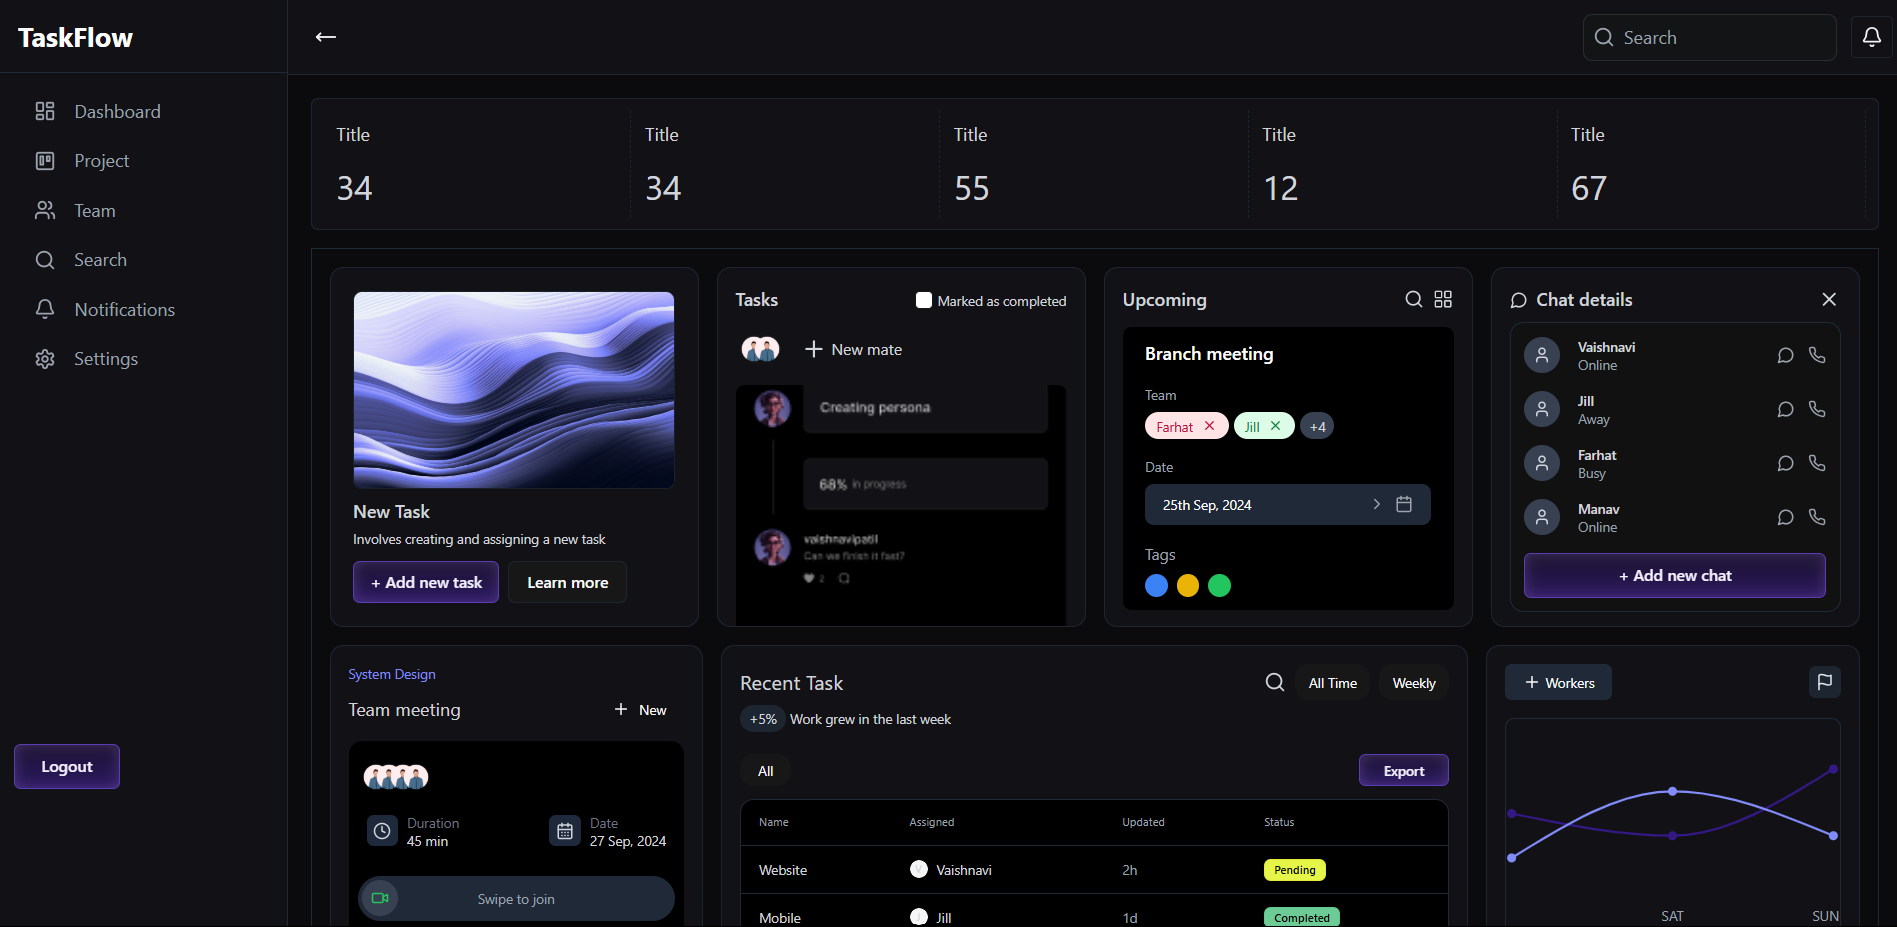 TaskFlow
Search
Dashboard
Project
Team
Search
Notifications
Settings
Logout
Title
34
Title
34
Title
55
Title
12
Title
67
New Task
Involves creating and assigning a new task
+ Add new task
Learn more
Tasks
Marked as completed
New mate
Creating persona
68% in progress
vaishnavipatil
Can we finish it fast?
2
Upcoming
Branch meeting
Team
Farhat
Jill
+4
Date
25th Sep, 2024
Tags
Chat details
Vaishnavi
Online
Jill
Away
Farhat
Busy
Manav
Online
+ Add new chat
System Design
Team meeting
New
Duration
45 min
Date
27 Sep, 2024
Swipe to join
Recent Task
All Time
Weekly
+5% Work grew in the last week
All
Export
Name Assigned Updated Status
Website V Vaishnavi 2h Pending
Mobile J Jill 1d Completed
Workers
SAT SUN